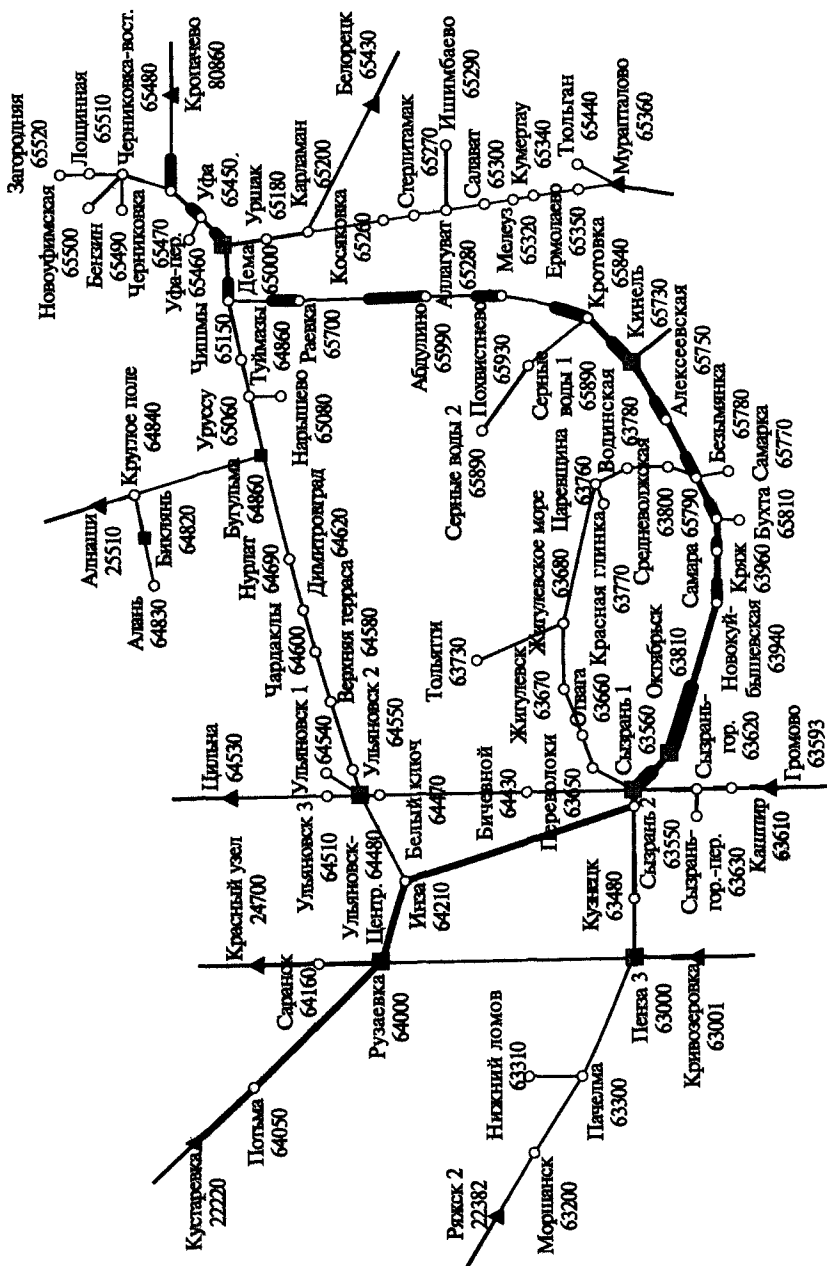 Кустаревка
22220
Потьма
64050
Ряжск 2
22382
Моршанск
63200
Пачелма
63300
Нижний ломов
63310
Пенза 3
63000
Кривозеровка
63001
Рузаевка
64000
Саранск
64160
Красный узел
24700
Инза
64210
Кузнецк
63480
Сызрань 2
63550
Сызрань-
гор.-пер.
63630
Кашпир
63610
Громово
63593
Сызрань-
гор.
63620
Сызрань 1
63560
Октябрьск
63810
Новокуй-
бышевская
63940
Переволоки
63650
Бичевной
64430
Белый ключ
64470
Ульяновск-
Центр. 64480
Ульяновск 3
64510
Цильна
64530
Ульяновск 1
64540
Ульяновск 2
64550
Верхняя терраса
64580
Чардаклы
64600
Димитровград
64620
Нурлат
64690
Бугульма
64860
Алань
64830
Биклянь
64820
Алнаши
25510
Круглое поле
64840
Уруссу
65060
Нарышево
65080
Туймазы
64860
Чишмы
65150
Раевка
65700
Абдулино
65990
Похвистнево
65930
Серные воды 2
65890
Серные
воды 1
65890
Кротовка
65840
Кинель
65730
Алексеевская
65750
Безымянка
65780
Бухта Самарка
65810
65770
Кряж
63960
Самара
65790
Средневолжская
63800
Водинская
63780
Царевщина
63760
Красная глинка
63770
Жигулевское море
63680
Тольятти
63730
Жигулевск
63670
Отвага
63660
Дема
65000
Уфа-пер.
65460
Уфа
65450.
Черниковка
65470
Бензин
65490
Новоуфимская
65500
Загородняя
65520
Лощинная
65510
Черниковка-вост.
65480
Кропачево
80860
Уршак
65180
Карламан
65200
Белорецк
65430
Косяковка
65260
Стерлитамак
65270
Ишимбаево
65290
Аллагуват
65280
Салават
65300
Мелеуз
65320
Кумертау
65340
Ермолаево
65350
Тюльган
65440
Мурапталово
65360